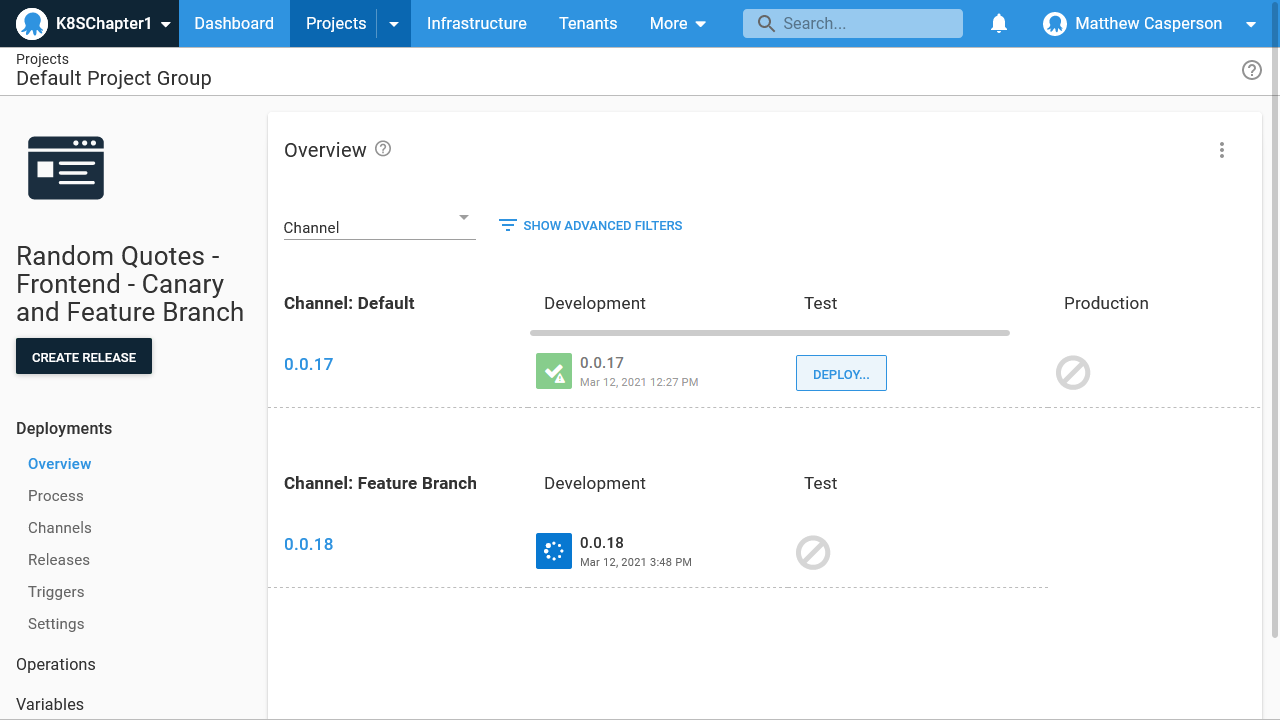 K8SChapter1 Dashboard Projects Infrastructure Tenants More Search... Matthew Casperson
Projects
Default Project Group
Overview
Channel SHOW ADVANCED FILTERS
Random Quotes -
Frontend - Canary
and Feature Branch
CREATE RELEASE
Deployments
Overview
Process
Channels
Releases
Triggers
Settings
Operations
Variables
Channel: Default Development Test Production
0.0.17 0.0.17 DEPLOY...
Mar 12, 2021 12:27 PM
Channel: Feature Branch Development Test
0.0.18 0.0.18
Mar 12, 2021 3:48 PM